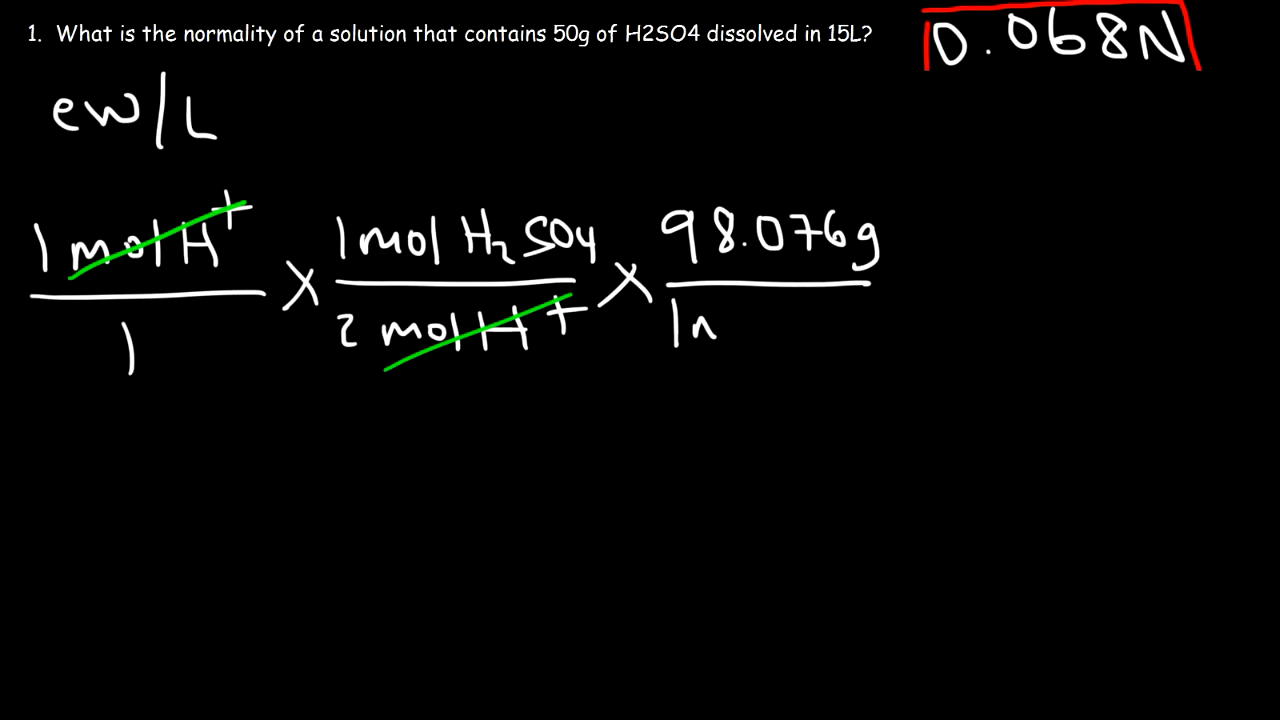 1. What is the normality of a solution that contains 50g of H2SO4 dissolved in 15L?
0.068N
ew/L
1 mol H+ / 1 X 1 mol H2SO4 / 2 mol H+ X 98.076g / 1n